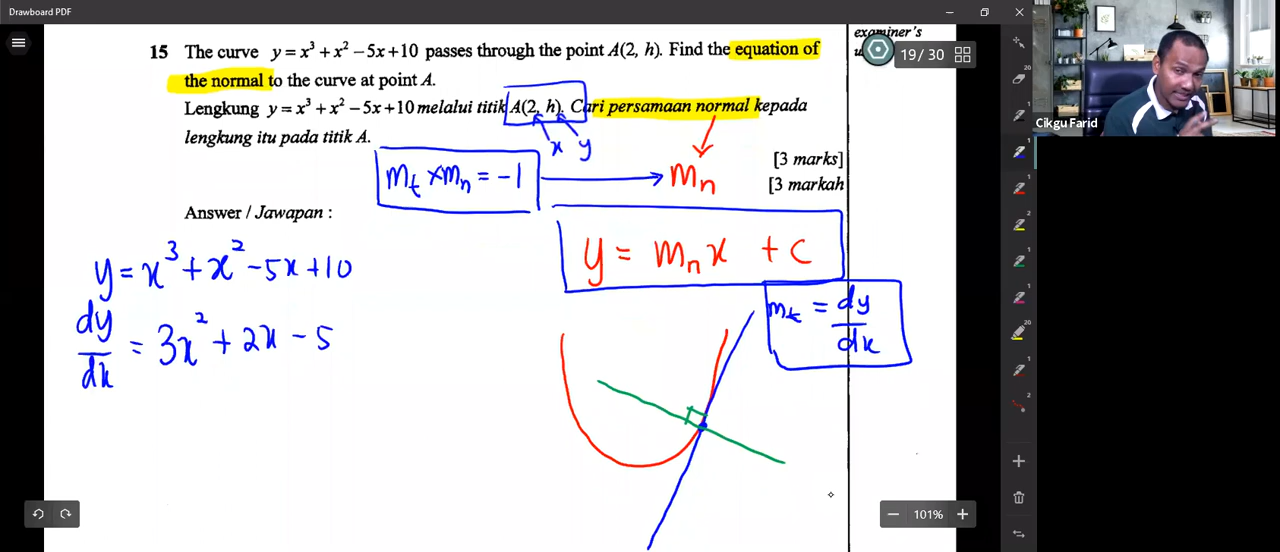 Drawboard PDF
15 The curve y = x³ + x² − 5x + 10 passes through the point A(2, h). Find the equation of
the normal to the curve at point A.
Lengkung y = x³ + x² − 5x + 10 melalui titik A(2, h). Cari persamaan normal kepada
lengkung itu pada titik A.
x y
[3 marks]
[3 markah
mₜ × mₙ = −1
mₙ
Answer / Jawapan :
y = mₙx + c
y = x³ + x² − 5x + 10
dy/dx = 3x² + 2x − 5
mₜ = dy/dx
examiner's
19 / 30
Cikgu Farid
101%